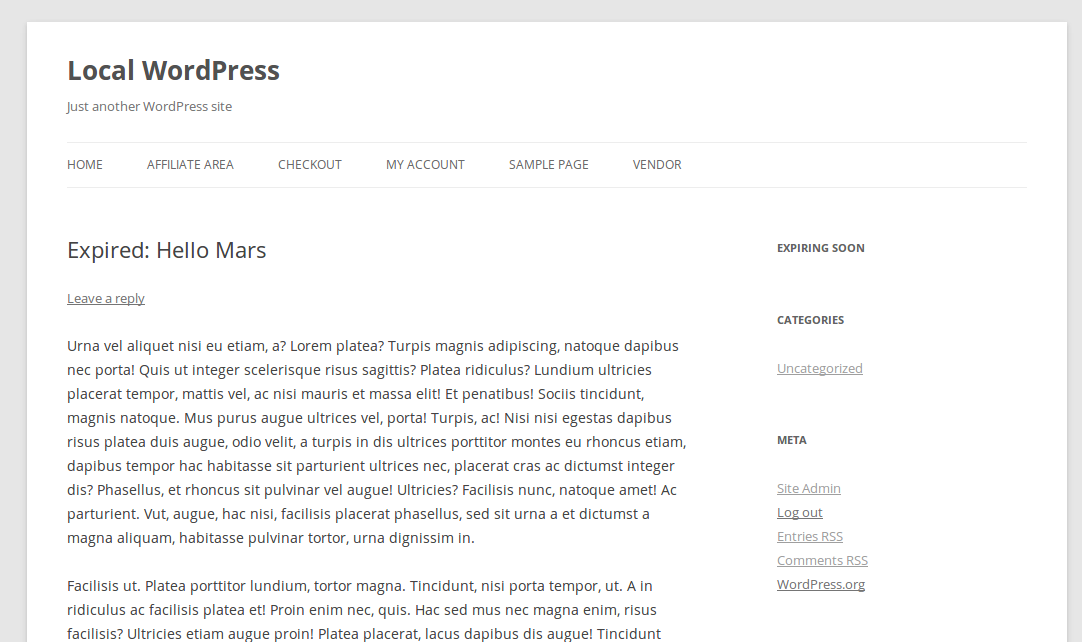 Local WordPress
Just another WordPress site
HOME AFFILIATE AREA CHECKOUT MY ACCOUNT SAMPLE PAGE VENDOR
Expired: Hello Mars
Leave a reply
Urna vel aliquet nisi eu etiam, a? Lorem platea? Turpis magnis adipiscing, natoque dapibus
nec porta! Quis ut integer scelerisque risus sagittis? Platea ridiculus? Lundium ultricies
placerat tempor, mattis vel, ac nisi mauris et massa elit! Et penatibus! Sociis tincidunt,
magnis natoque. Mus purus augue ultrices vel, porta! Turpis, ac! Nisi nisi egestas dapibus
risus platea duis augue, odio velit, a turpis in dis ultrices porttitor montes eu rhoncus etiam,
dapibus tempor hac habitasse sit parturient ultrices nec, placerat cras ac dictumst integer
dis? Phasellus, et rhoncus sit pulvinar vel augue! Ultricies? Facilisis nunc, natoque amet! Ac
parturient. Vut, augue, hac nisi, facilisis placerat phasellus, sed sit urna a et dictumst a
magna aliquam, habitasse pulvinar tortor, urna dignissim in.
Facilisis ut. Platea porttitor lundium, tortor magna. Tincidunt, nisi porta tempor, ut. A in
ridiculus ac facilisis platea et! Proin enim nec, quis. Hac sed mus nec magna enim, risus
facilisis? Ultricies etiam augue proin! Platea placerat, lacus dapibus dis augue! Tincidunt
EXPIRING SOON
CATEGORIES
Uncategorized
META
Site Admin
Log out
Entries RSS
Comments RSS
WordPress.org